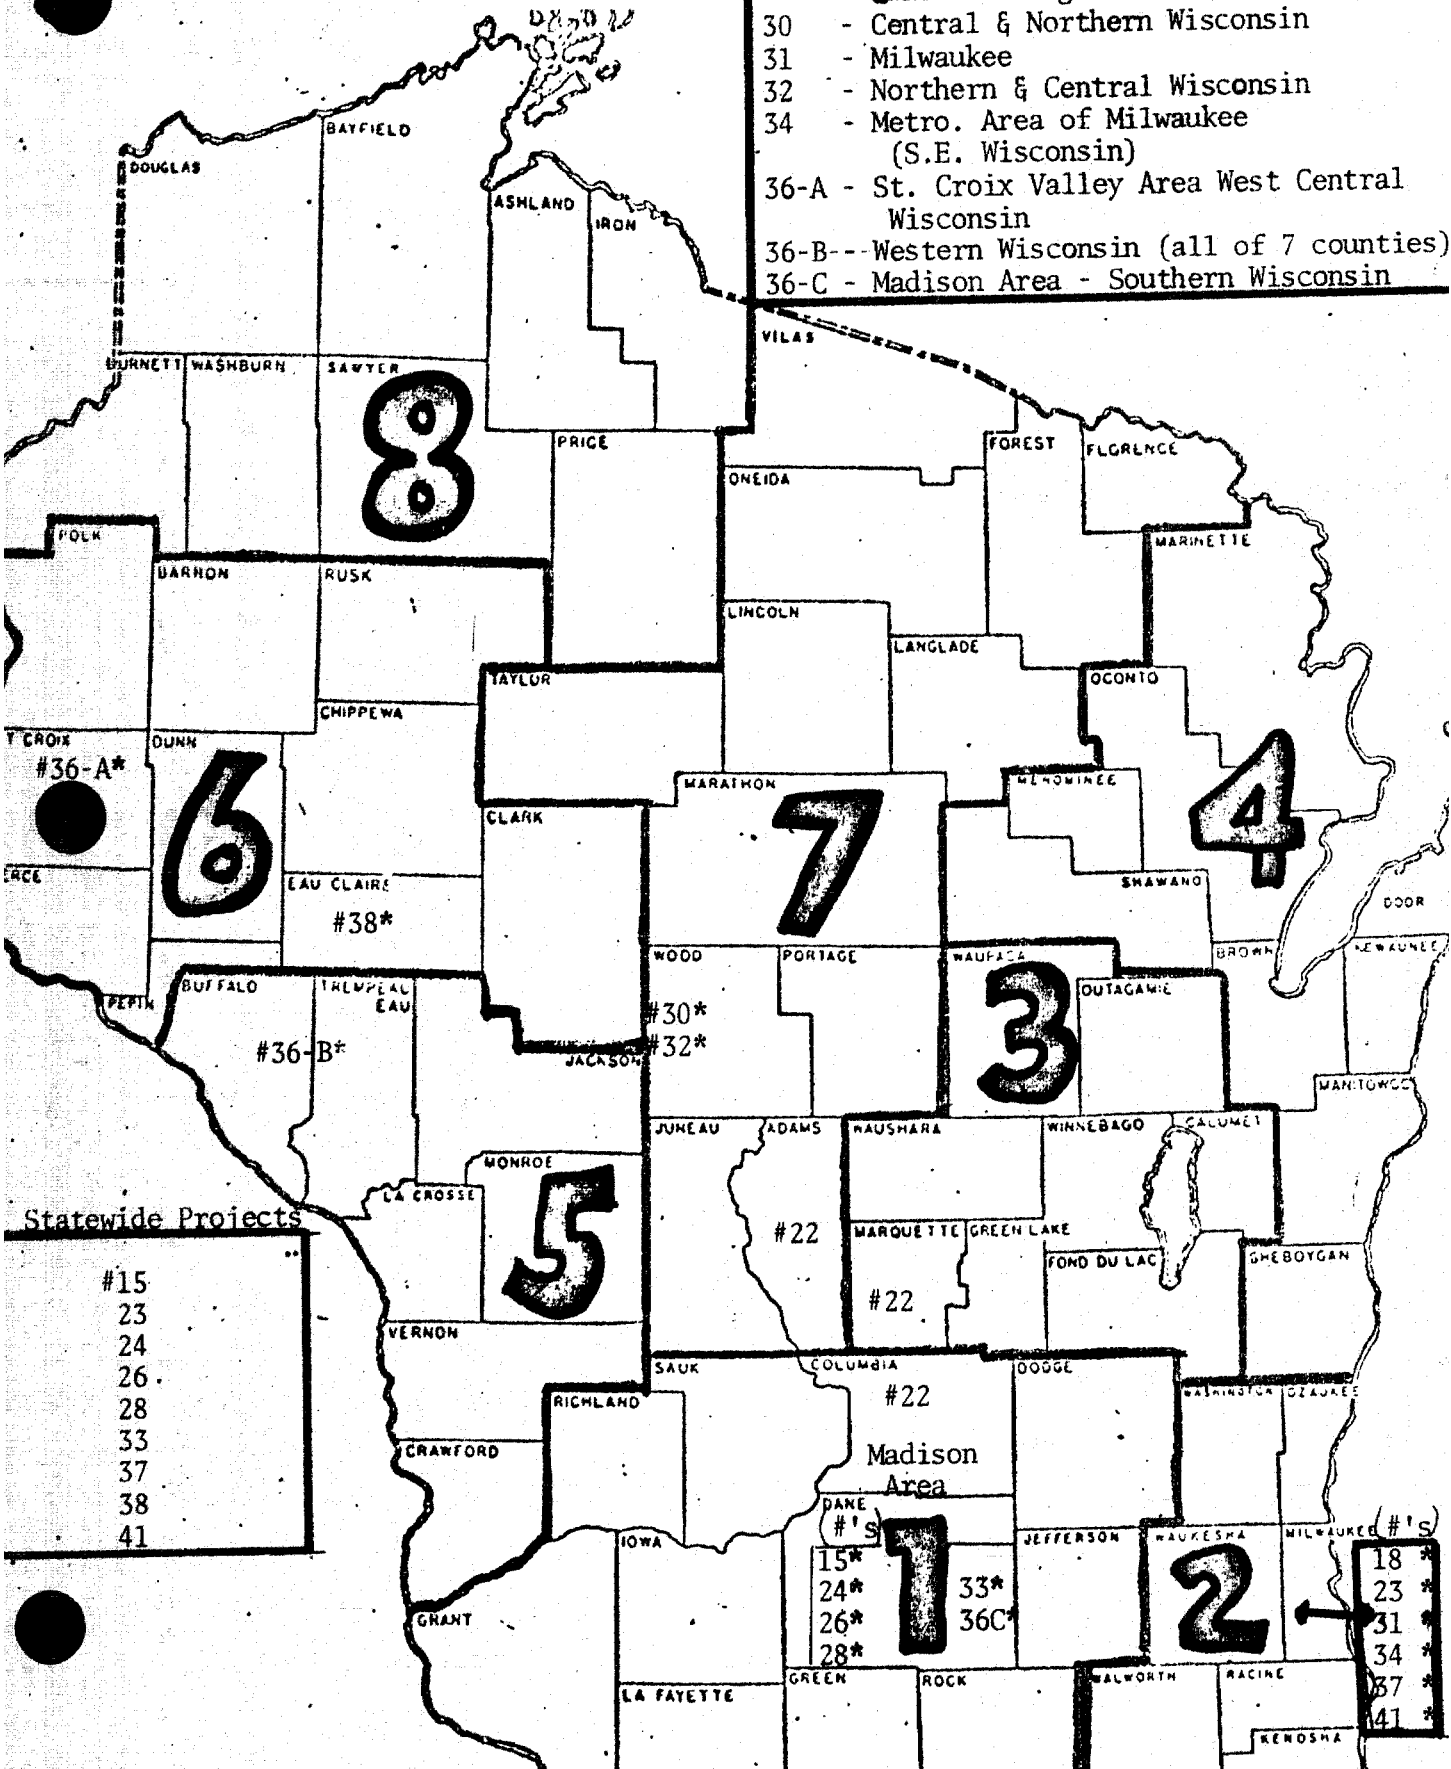 30 - Central & Northern Wisconsin
31 - Milwaukee
32 - Northern & Central Wisconsin
34 - Metro. Area of Milwaukee
(S.E. Wisconsin)
36-A - St. Croix Valley Area West Central
Wisconsin
36-B--- Western Wisconsin (all of 7 counties)
36-C - Madison Area - Southern Wisconsin
BAYFIELD
DOUGLAS
ASHLAND
IRON
VILAS
BURNETT WASHBURN SAWYER
8
PRICE
FOREST
FLORENCE
ONEIDA
POLK
MARINETTE
BARRON
RUSK
LINCOLN
LANGLADE
TAYLOR
OCONTO
CHIPPEWA
T CROIX
DUNN
#36-A*
MARATHON
MENOMINEE
6
7
4
CLARK
ERCE
EAU CLAIRE
SHAWANO
#38*
DOOR
WOOD
PORTAGE
WAUPACA
BROWN
KEWAUNEE
PEPIN
BUFFALO
TREMPEAL
EAU
OUTAGAMIE
3
#30*
#36-B*
#32*
JACKSON
MANITOWOC
JUNEAU
ADAMS
WAUSHARA
WINNEBAGO
CALUMET
MONROE
LA CROSSE
5
Statewide Projects
#22
MARQUETTE
GREEN LAKE
FOND DU LAC
SHEBOYGAN
#15
23
24
26.
28
33
37
38
41
#22
VERNON
SAUK
COLUMBIA
DODGE
#22
WASHINGTON
OZAUKEE
RICHLAND
CRAWFORD
Madison
Area
DANE
(#'s)
1
IOWA
JEFFERSON
WAUKESHA
MILWAUKEE
(#'s)
15*
24*
26*
28*
33*
36C*
2
18 *
23 *
31 *
34 *
37 *
41 *
GRANT
LA FAYETTE
GREEN
ROCK
WALWORTH
RACINE
KENOSHA